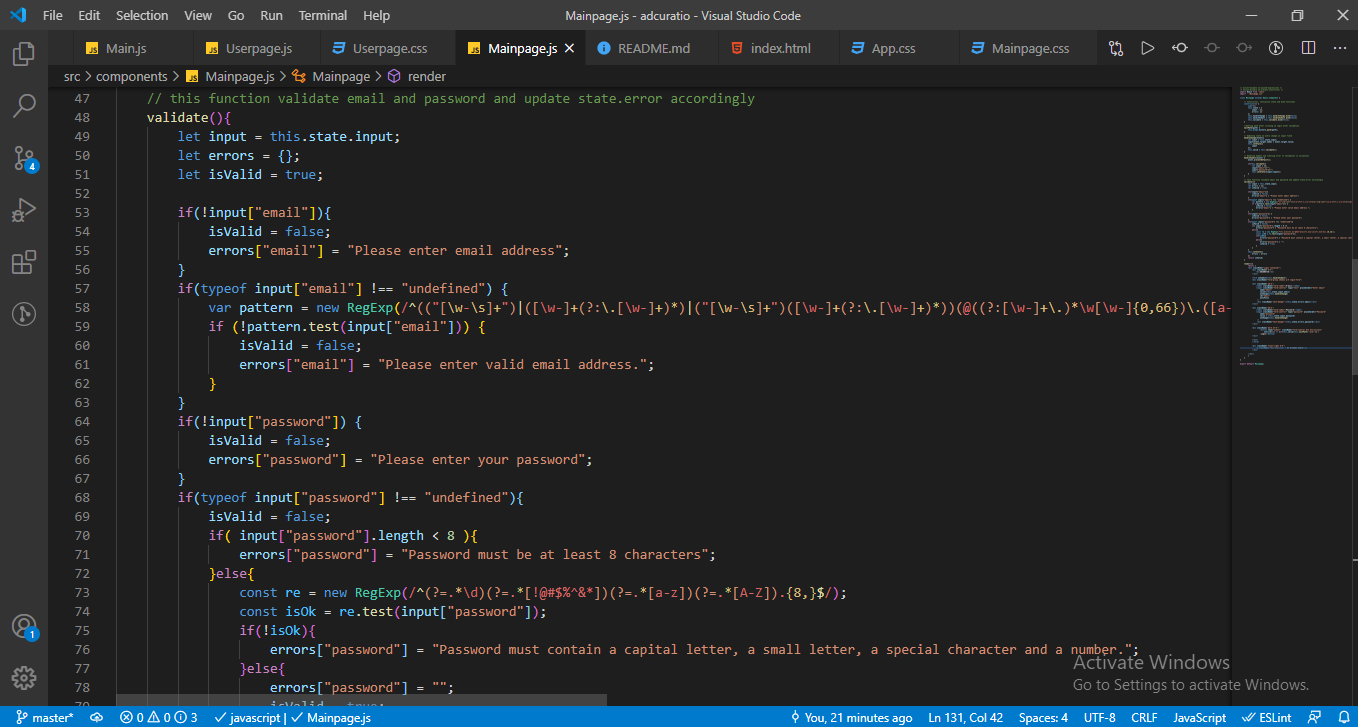 File Edit Selection View Go Run Terminal Help Mainpage.js - adcuratio - Visual Studio Code
JS Main.js JS Userpage.js Userpage.css JS Mainpage.js README.md index.html App.css Mainpage.css
src > components > JS Mainpage.js > Mainpage > render
47 // this function validate email and password and update state.error accordingly
48 validate(){
49 let input = this.state.input;
50 let errors = {};
51 let isValid = true;
52
53 if(!input["email"]){
54 isValid = false;
55 errors["email"] = "Please enter email address";
56 }
57 if(typeof input["email"] !== "undefined") {
58 var pattern = new RegExp(/^(("[\w-\s]+")|([\w-]+(?:\.[\w-]+)*)|("[\w-\s]+")([\w-]+(?:\.[\w-]+)*))(@((?:[\w-]+\.)*\w[\w-]{0,66})\.([a-
59 if (!pattern.test(input["email"])) {
60 isValid = false;
61 errors["email"] = "Please enter valid email address.";
62 }
63 }
64 if(!input["password"]) {
65 isValid = false;
66 errors["password"] = "Please enter your password";
67 }
68 if(typeof input["password"] !== "undefined"){
69 isValid = false;
70 if( input["password"].length < 8 ){
71 errors["password"] = "Password must be at least 8 characters";
72 }else{
73 const re = new RegExp(/^(?=.*\d)(?=.*[!@#$%^&*])(?=.*[a-z])(?=.*[A-Z]).{8,}$/);
74 const isOk = re.test(input["password"]);
75 if(!isOk){
76 errors["password"] = "Password must contain a capital letter, a small letter, a special character and a number.";
77 }else{
78 errors["password"] = "";
79 isValid = true;
4
1
Activate Windows
Go to Settings to activate Windows.
master* 0 0 3 javascript | Mainpage.js You, 21 minutes ago Ln 131, Col 42 Spaces: 4 UTF-8 CRLF JavaScript ESLint